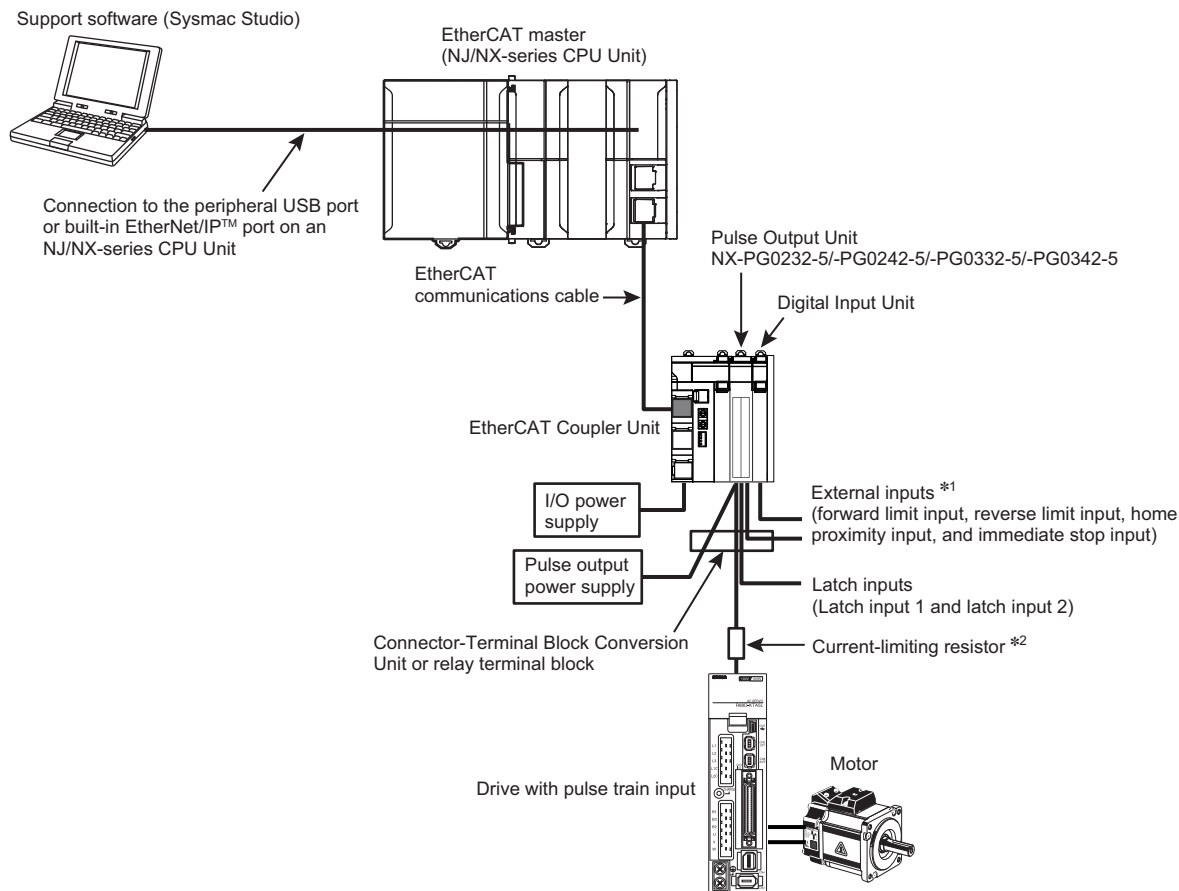 Support software (Sysmac Studio)
EtherCAT master
(NJ/NX-series CPU Unit)
Connection to the peripheral USB port
or built-in EtherNet/IP™ port on an
NJ/NX-series CPU Unit
EtherCAT
communications cable
Pulse Output Unit
NX-PG0232-5/-PG0242-5/-PG0332-5/-PG0342-5
Digital Input Unit
EtherCAT Coupler Unit
I/O power
supply
External inputs *1
(forward limit input, reverse limit input, home
proximity input, and immediate stop input)
Pulse output
power supply
Latch inputs
(Latch input 1 and latch input 2)
Connector-Terminal Block Conversion
Unit or relay terminal block
Current-limiting resistor *2
Drive with pulse train input
Motor